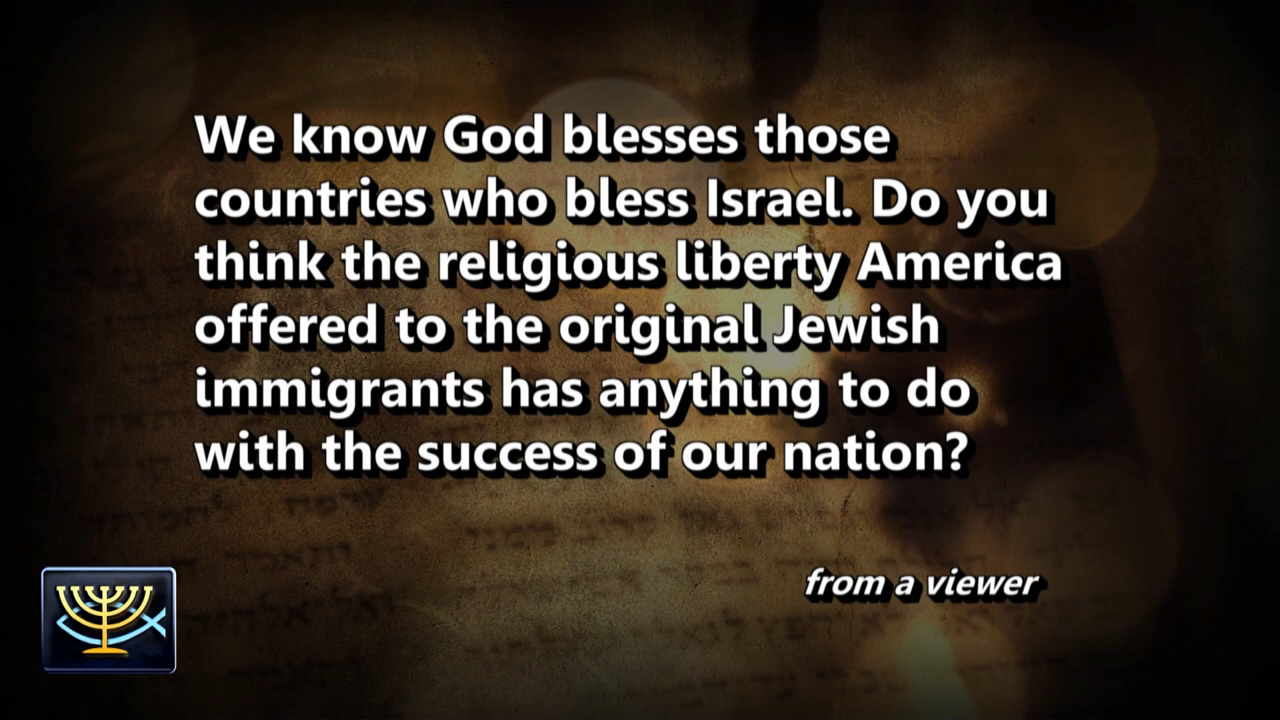 We know God blesses those
countries who bless Israel. Do you
think the religious liberty America
offered to the original Jewish
immigrants has anything to do
with the success of our nation?
from a viewer